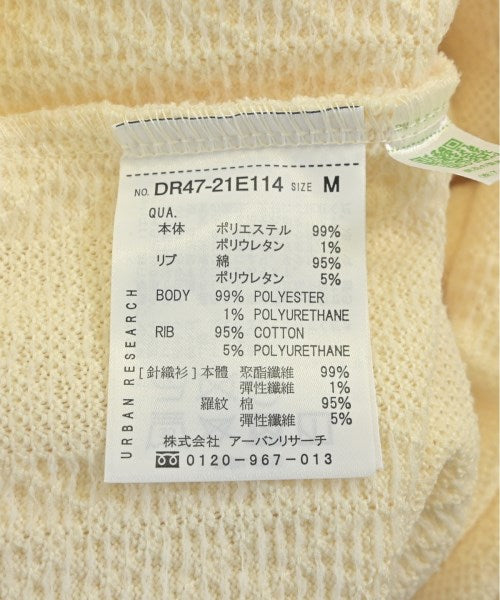 NO. DR47-21E114 SIZE M
QUA.
本体 ポリエステル 99%
ポリウレタン 1%
リブ 綿 95%
ポリウレタン 5%
BODY 99% POLYESTER
1% POLYURETHANE
RIB 95% COTTON
5% POLYURETHANE
[針織衫] 本體 聚酯纖維 99%
彈性纖維 1%
羅紋 棉 95%
彈性纖維 5%
株式会社 アーバンリサーチ
0120-967-013
URBAN RESEARCH